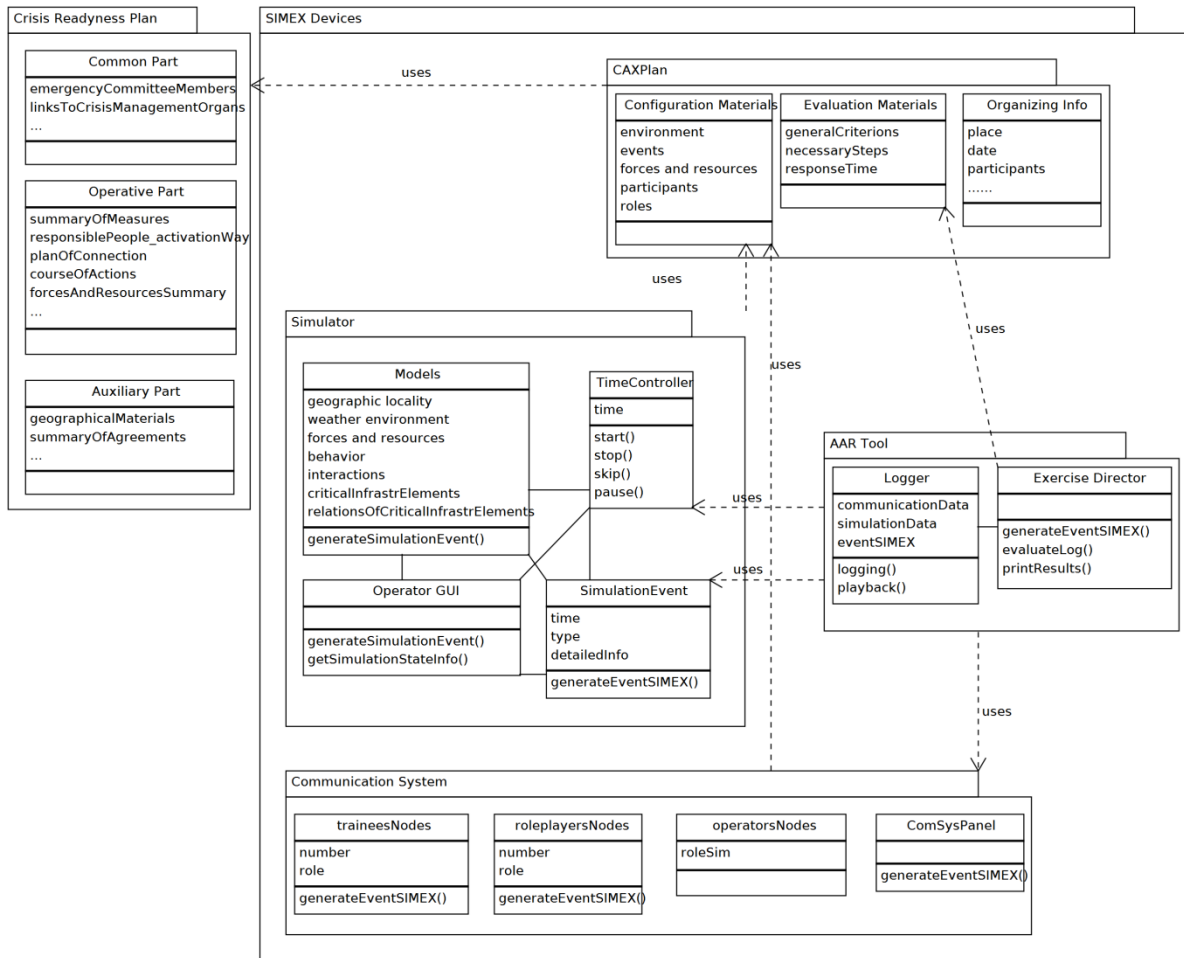 Crisis Readyness Plan
Common Part
emergencyCommitteeMembers
linksToCrisisManagementOrgans
...
Operative Part
summaryOfMeasures
responsiblePeople_activationWay
planOfConnection
courseOfActions
forcesAndResourcesSummary
...
Auxiliary Part
geographicalMaterials
summaryOfAgreements
...
SIMEX Devices
uses
CAXPlan
Configuration Materials
environment
events
forces and resources
participants
roles
Evaluation Materials
generalCriterions
necessarySteps
responseTime
Organizing Info
place
date
participants
......
uses
uses
uses
Simulator
Models
geographic locality
weather environment
forces and resources
behavior
interactions
criticalInfrastrElements
relationsOfCriticalInfrastrElements
generateSimulationEvent()
TimeController
time
start()
stop()
skip()
pause()
Operator GUI
generateSimulationEvent()
getSimulationStateInfo()
SimulationEvent
time
type
detailedInfo
generateEventSIMEX()
uses
uses
AAR Tool
Logger
communicationData
simulationData
eventSIMEX
logging()
playback()
Exercise Director
generateEventSIMEX()
evaluateLog()
printResults()
uses
Communication System
traineesNodes
number
role
generateEventSIMEX()
roleplayersNodes
number
role
generateEventSIMEX()
operatorsNodes
roleSim
ComSysPanel
generateEventSIMEX()